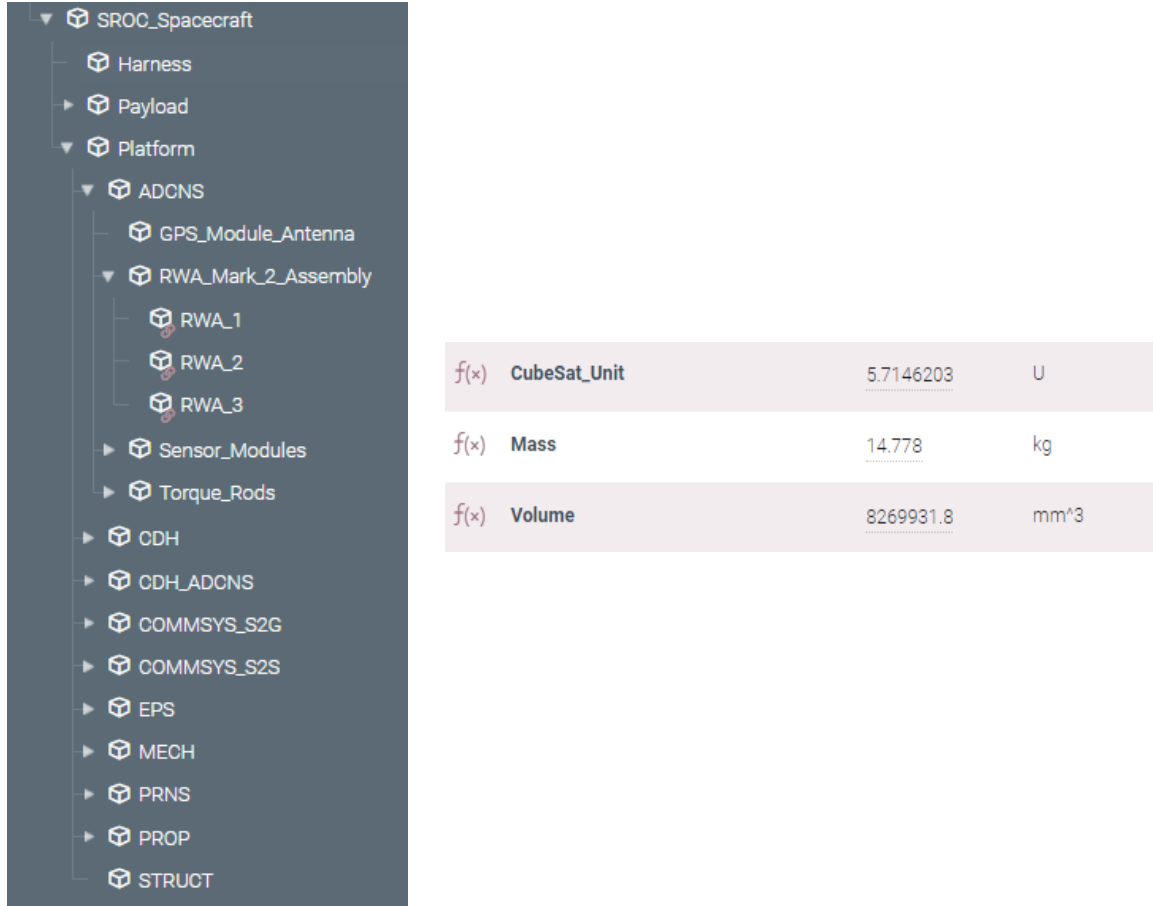 SROC_Spacecraft
Harness
Payload
Platform
ADCNS
GPS_Module_Antenna
RWA_Mark_2_Assembly
RWA_1
RWA_2
RWA_3
Sensor_Modules
Torque_Rods
CDH
CDH_ADCNS
COMMSYS_S2G
COMMSYS_S2S
EPS
MECH
PRNS
PROP
STRUCT
f(x) CubeSat_Unit 5.7146203 U
f(x) Mass 14.778 kg
f(x) Volume 8269931.8 mm^3